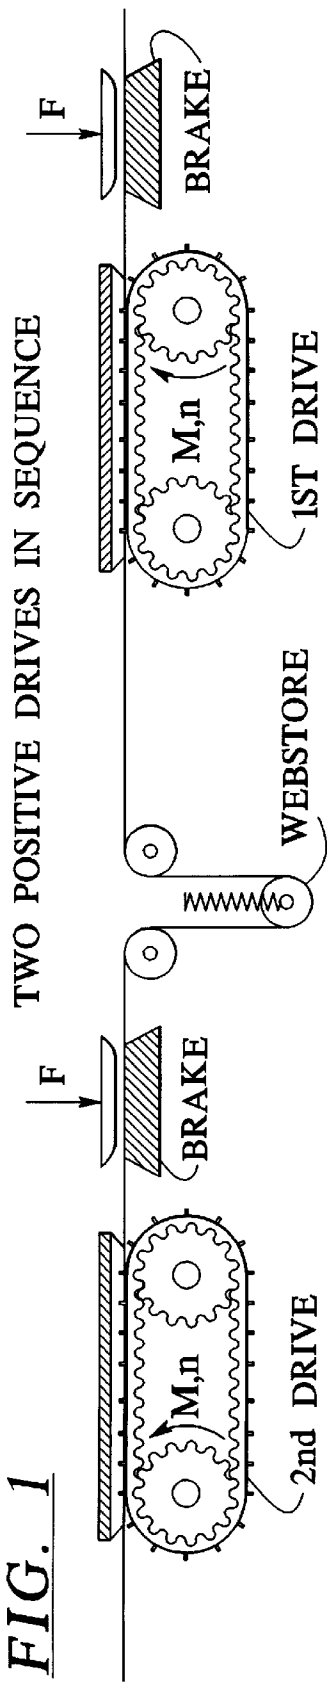 FIG. 1
TWO POSITIVE DRIVES IN SEQUENCE
F
F
M,n
M,n
BRAKE
BRAKE
2nd DRIVE
WEBSTORE
1ST DRIVE